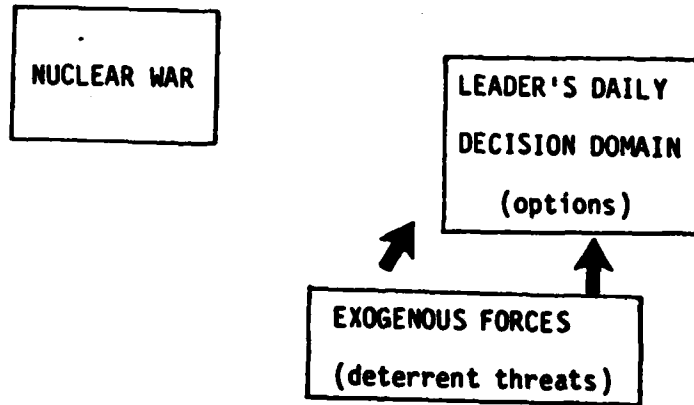 NUCLEAR WAR
LEADER'S DAILY
DECISION DOMAIN
(options)
EXOGENOUS FORCES
(deterrent threats)